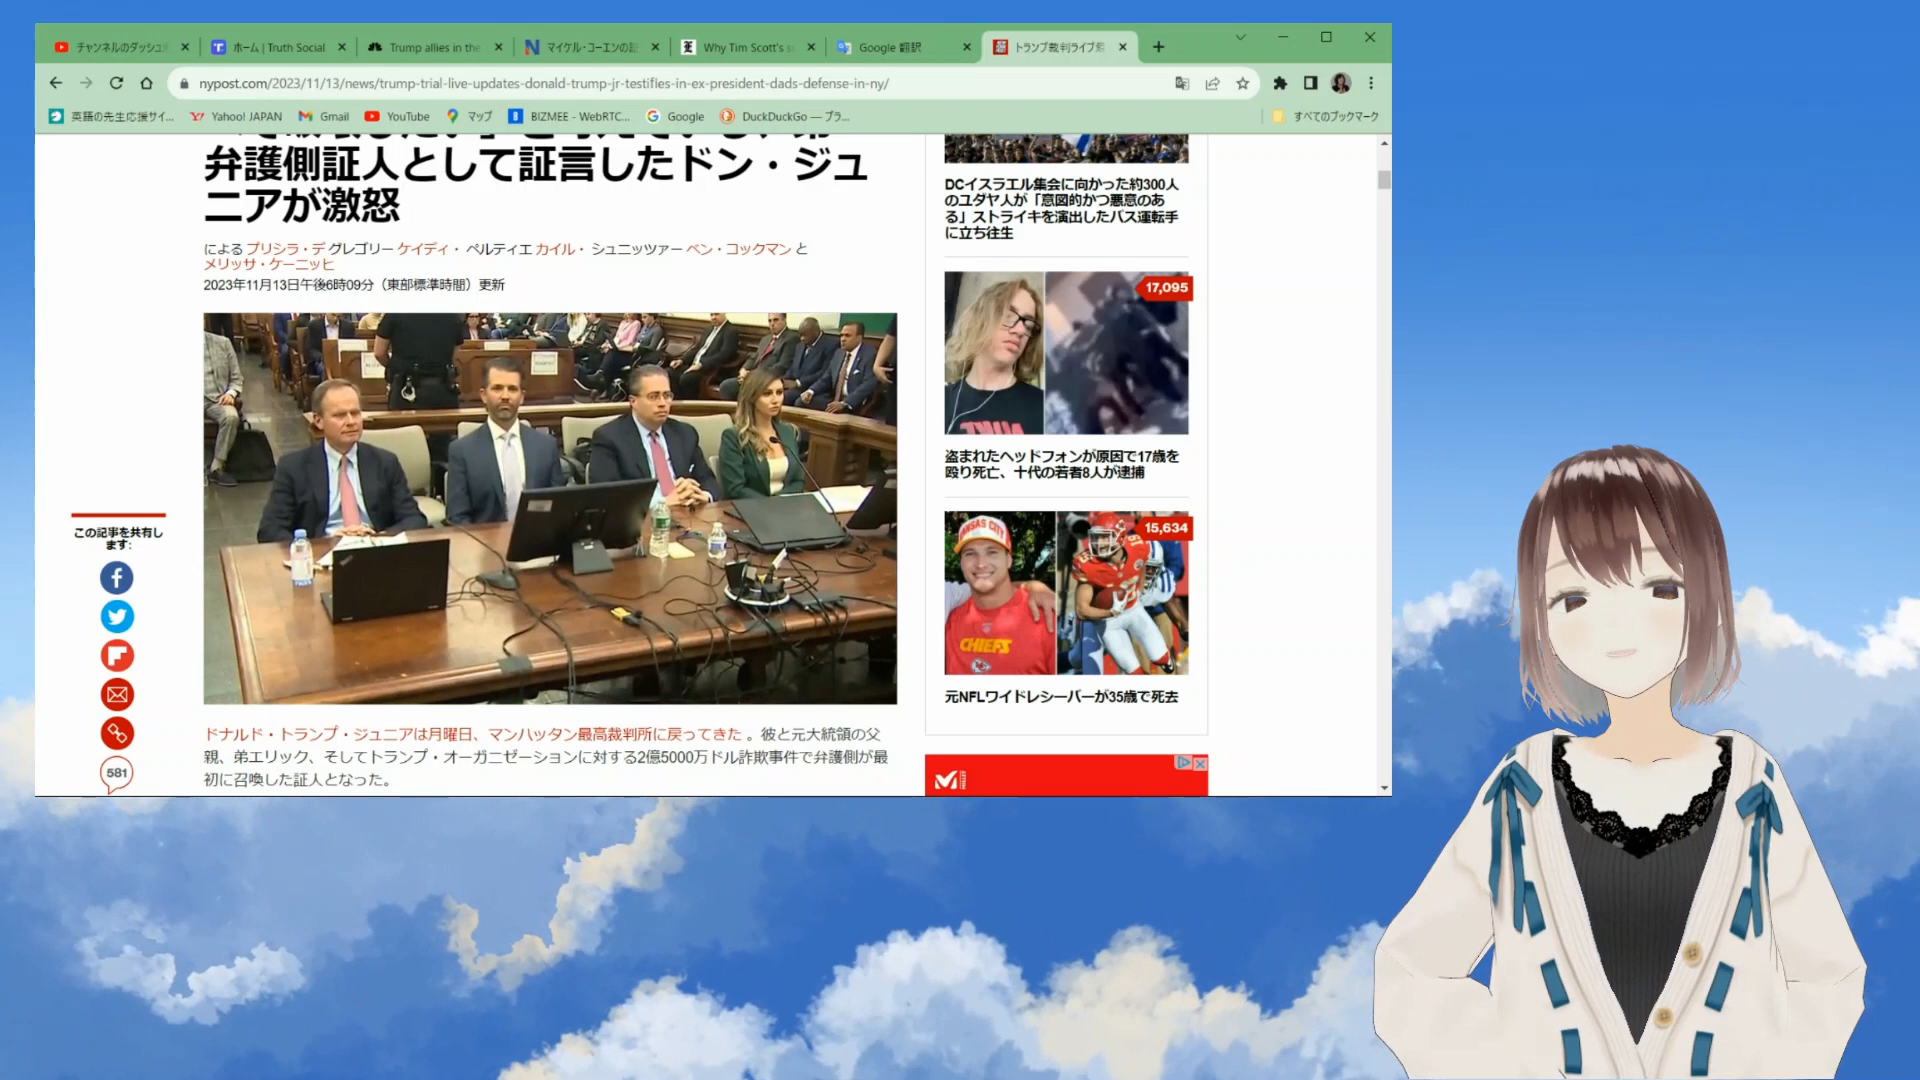 チャンネルのダッシュ
ホーム | Truth Social
Trump allies in the
マイケル・コーエンの
Why Tim Scott's s
Google 翻訳
トランプ裁判ライブ
nypost.com/2023/11/13/news/trump-trial-live-updates-donald-trump-jr-testifies-in-ex-president-dads-defense-in-ny/
英語の先生応援サイ...
Yahoo! JAPAN
Gmail
YouTube
マップ
BIZMEE - WebRTC...
Google
DuckDuckGo — プラ...
すべてのブックマーク
弁護側証人として証言したドン・ジュ
ニアが激怒
による プリシラ・デ グレゴリー ケイディ・ ペルティエ カイル・ シュニッツァー ベン・コックマン と
メリッサ・ケーニッヒ
2023年11月13日午後6時09分（東部標準時間）更新
この記事を共有し
ます:
581
ドナルド・トランプ・ジュニアは月曜日、マンハッタン最高裁判所に戻ってきた 。彼と元大統領の父
親、弟エリック、そしてトランプ・オーガニゼーションに対する2億5000万ドル詐欺事件で弁護側が最
初に召喚した証人となった。
DCイスラエル集会に向かった約300人
のユダヤ人が「意図的かつ悪意のあ
る」ストライキを演出したバス運転手
に立ち往生
17,095
盗まれたヘッドフォンが原因で17歳を
殴り死亡、十代の若者8人が逮捕
15,634
KANSAS CITY
CHIEFS
元NFLワイドレシーバーが35歳で死去